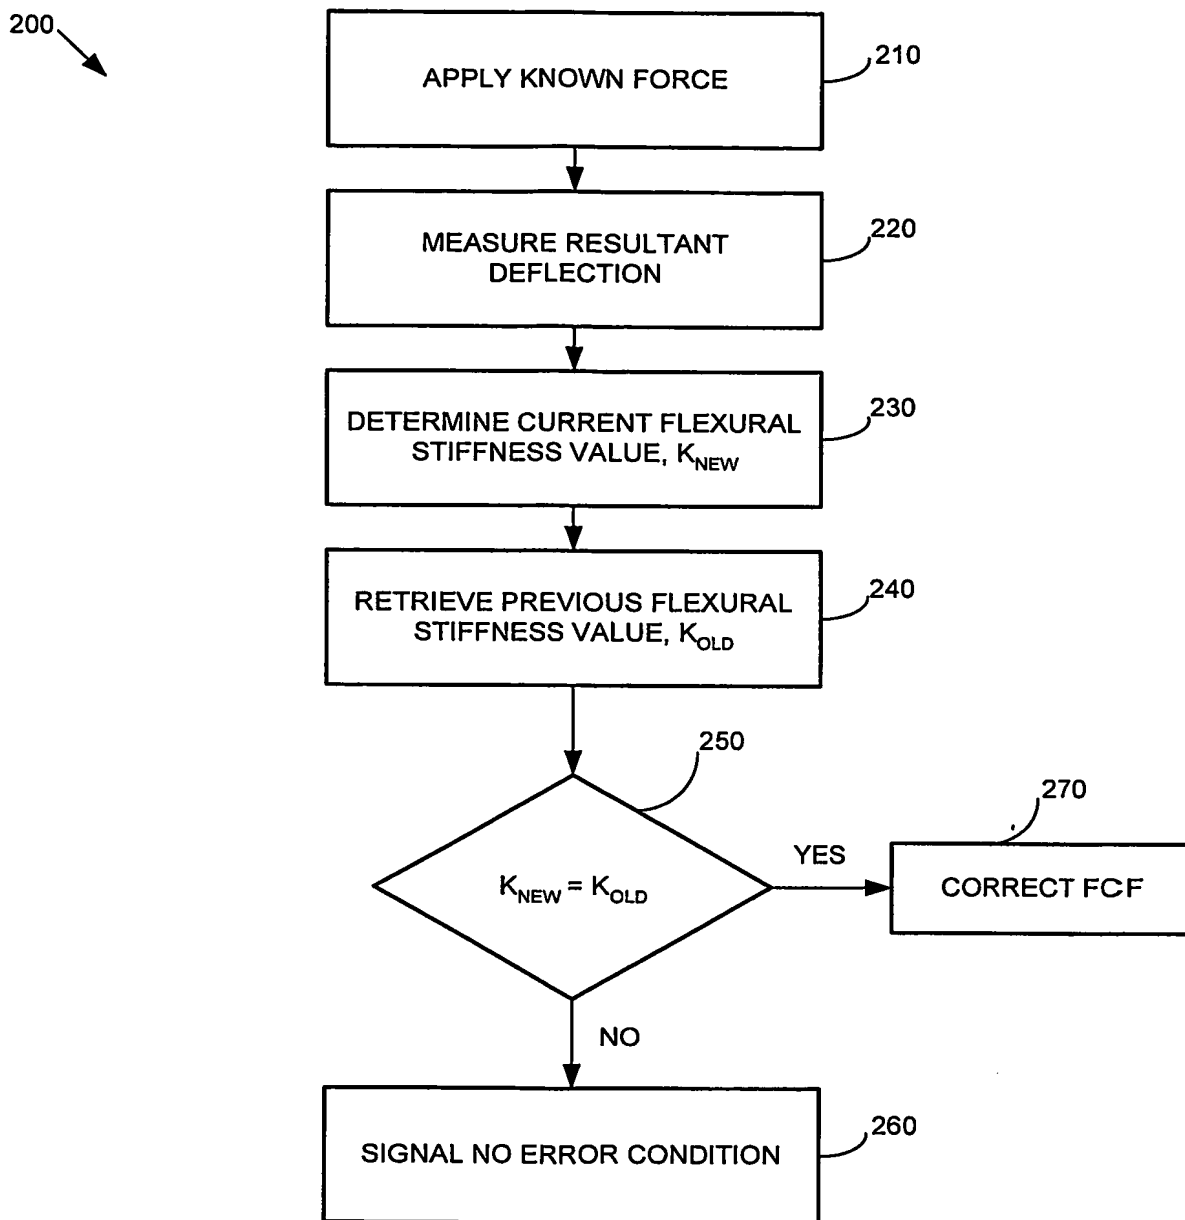 200
APPLY KNOWN FORCE
210
MEASURE RESULTANT
DEFLECTION
220
DETERMINE CURRENT FLEXURAL
STIFFNESS VALUE, KNEW
230
RETRIEVE PREVIOUS FLEXURAL
STIFFNESS VALUE, KOLD
240
250
KNEW = KOLD
YES
270
CORRECT FCF
NO
SIGNAL NO ERROR CONDITION
260